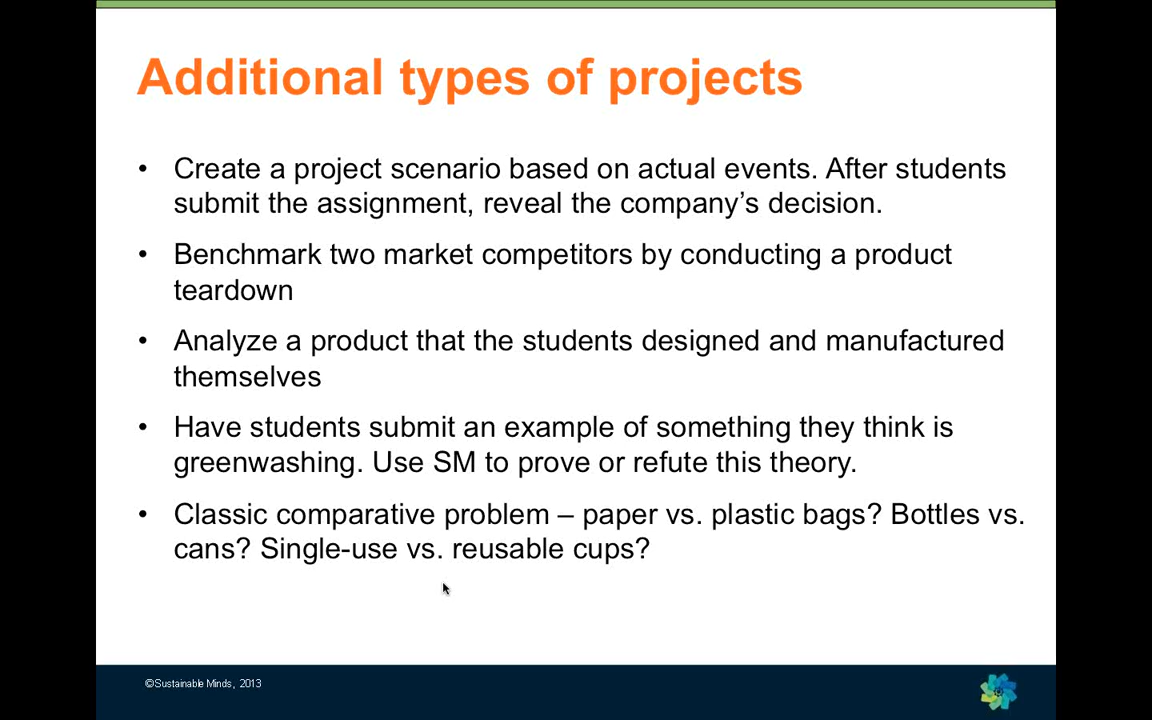 Additional types of projects
• Create a project scenario based on actual events. After students
submit the assignment, reveal the company’s decision.
• Benchmark two market competitors by conducting a product
teardown
• Analyze a product that the students designed and manufactured
themselves
• Have students submit an example of something they think is
greenwashing. Use SM to prove or refute this theory.
• Classic comparative problem – paper vs. plastic bags? Bottles vs.
cans? Single-use vs. reusable cups?
©Sustainable Minds, 2013